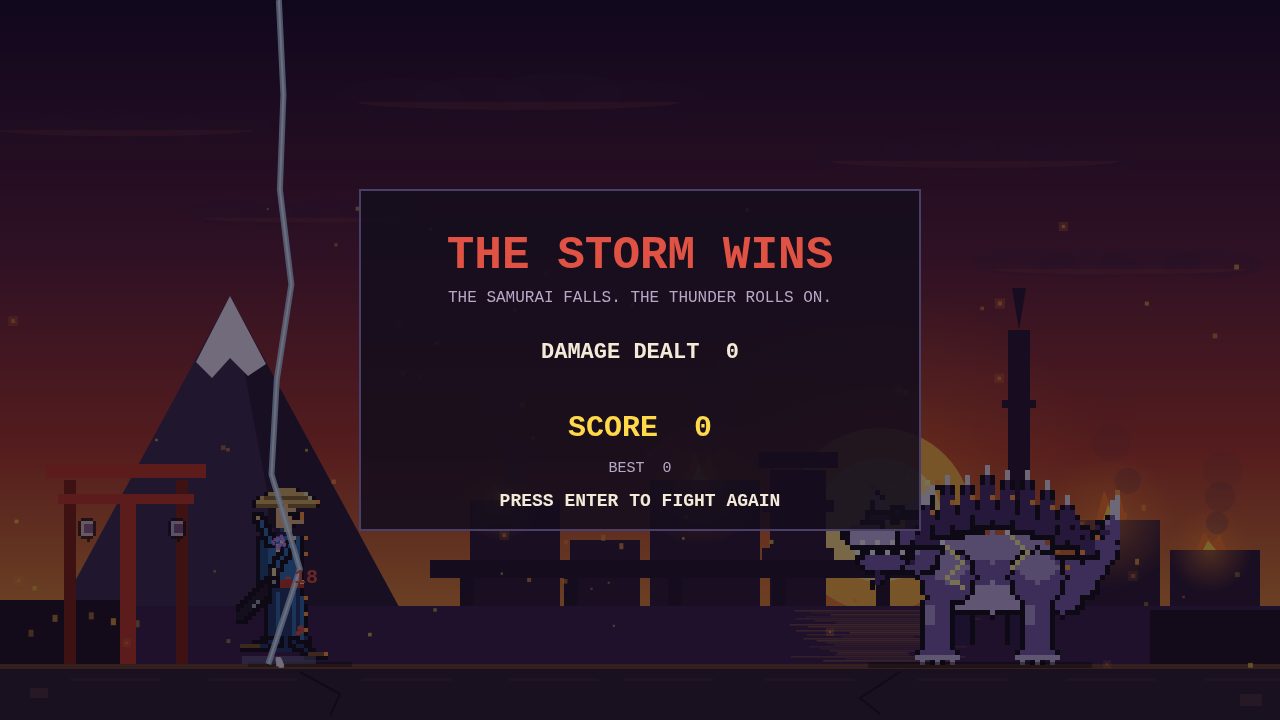 THE STORM WINS
THE SAMURAI FALLS. THE THUNDER ROLLS ON.
DAMAGE DEALT 0
SCORE 0
BEST 0
PRESS ENTER TO FIGHT AGAIN
18